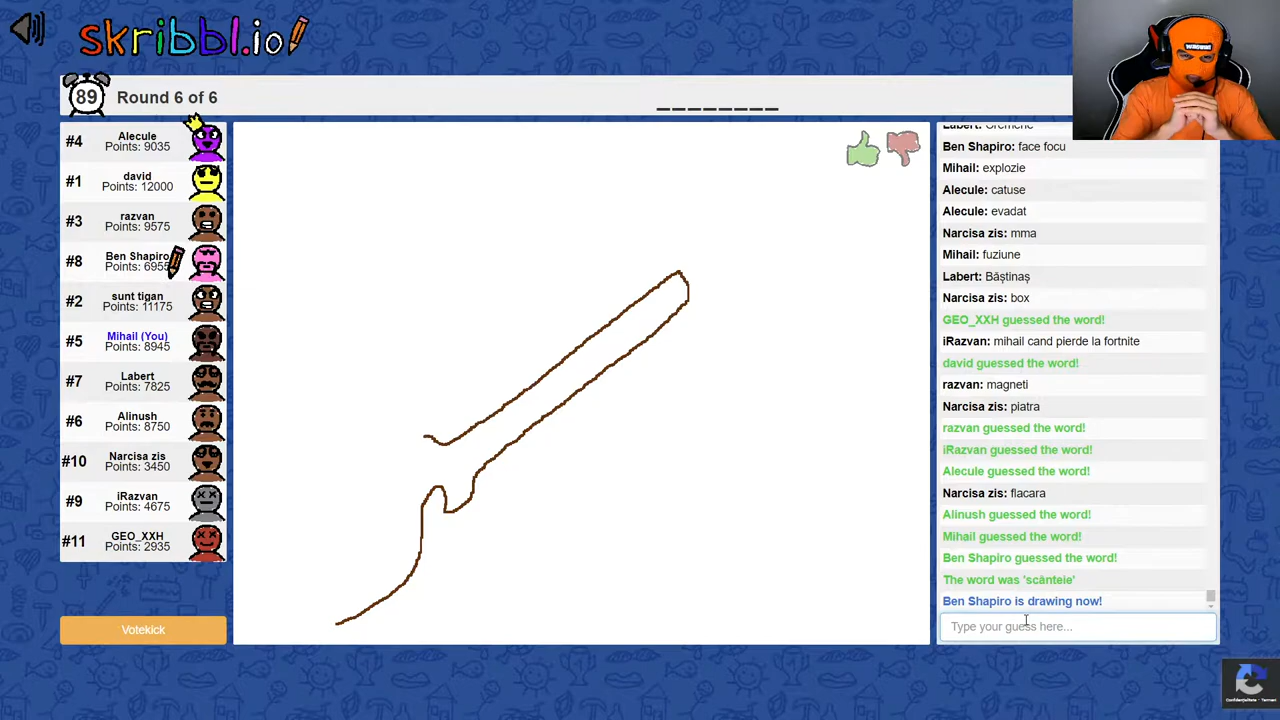 skribbl.io
89
Round 6 of 6
________
#4 Alecule
Points: 9035
#1 david
Points: 12000
#3 razvan
Points: 9575
#8 Ben Shapiro
Points: 6955
#2 sunt tigan
Points: 11175
#5 Mihail (You)
Points: 8945
#7 Labert
Points: 7825
#6 Alinush
Points: 8750
#10 Narcisa zis
Points: 3450
#9 iRazvan
Points: 4675
#11 GEO_XXH
Points: 2935
Votekick
Ben Shapiro: face focu
Mihail: explozie
Alecule: catuse
Alecule: evadat
Narcisa zis: mma
Mihail: fuziune
Labert: Băștinaș
Narcisa zis: box
GEO_XXH guessed the word!
iRazvan: mihail cand pierde la fortnite
david guessed the word!
razvan: magneti
Narcisa zis: piatra
razvan guessed the word!
iRazvan guessed the word!
Alecule guessed the word!
Narcisa zis: flacara
Alinush guessed the word!
Mihail guessed the word!
Ben Shapiro guessed the word!
The word was 'scânteie'
Ben Shapiro is drawing now!
Type your guess here...